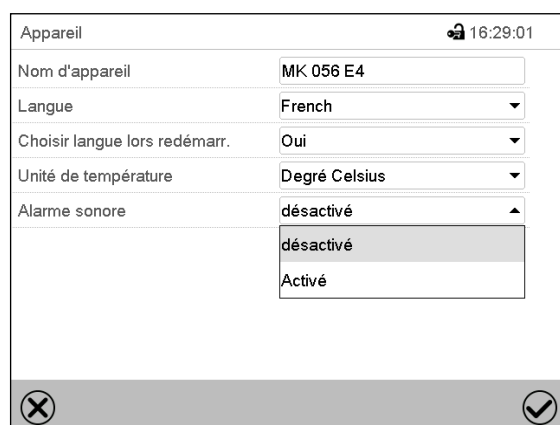 Appareil 16:29:01
Nom d'appareil MK 056 E4
Langue French
Choisir langue lors redémarr. Oui
Unité de température Degré Celsius
Alarme sonore désactivé
désactivé
Activé